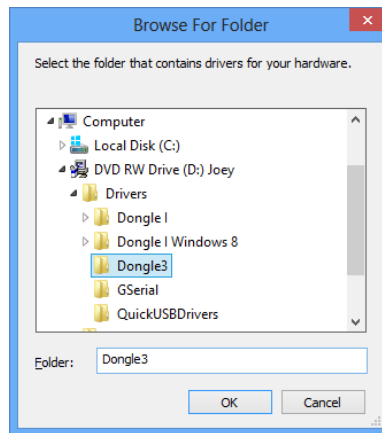 Browse For Folder
Select the folder that contains drivers for your hardware.
Computer
Local Disk (C:)
DVD RW Drive (D:) Joey
Drivers
Dongle I
Dongle I Windows 8
Dongle3
GSerial
QuickUSBDrivers
Folder: Dongle3
OK Cancel